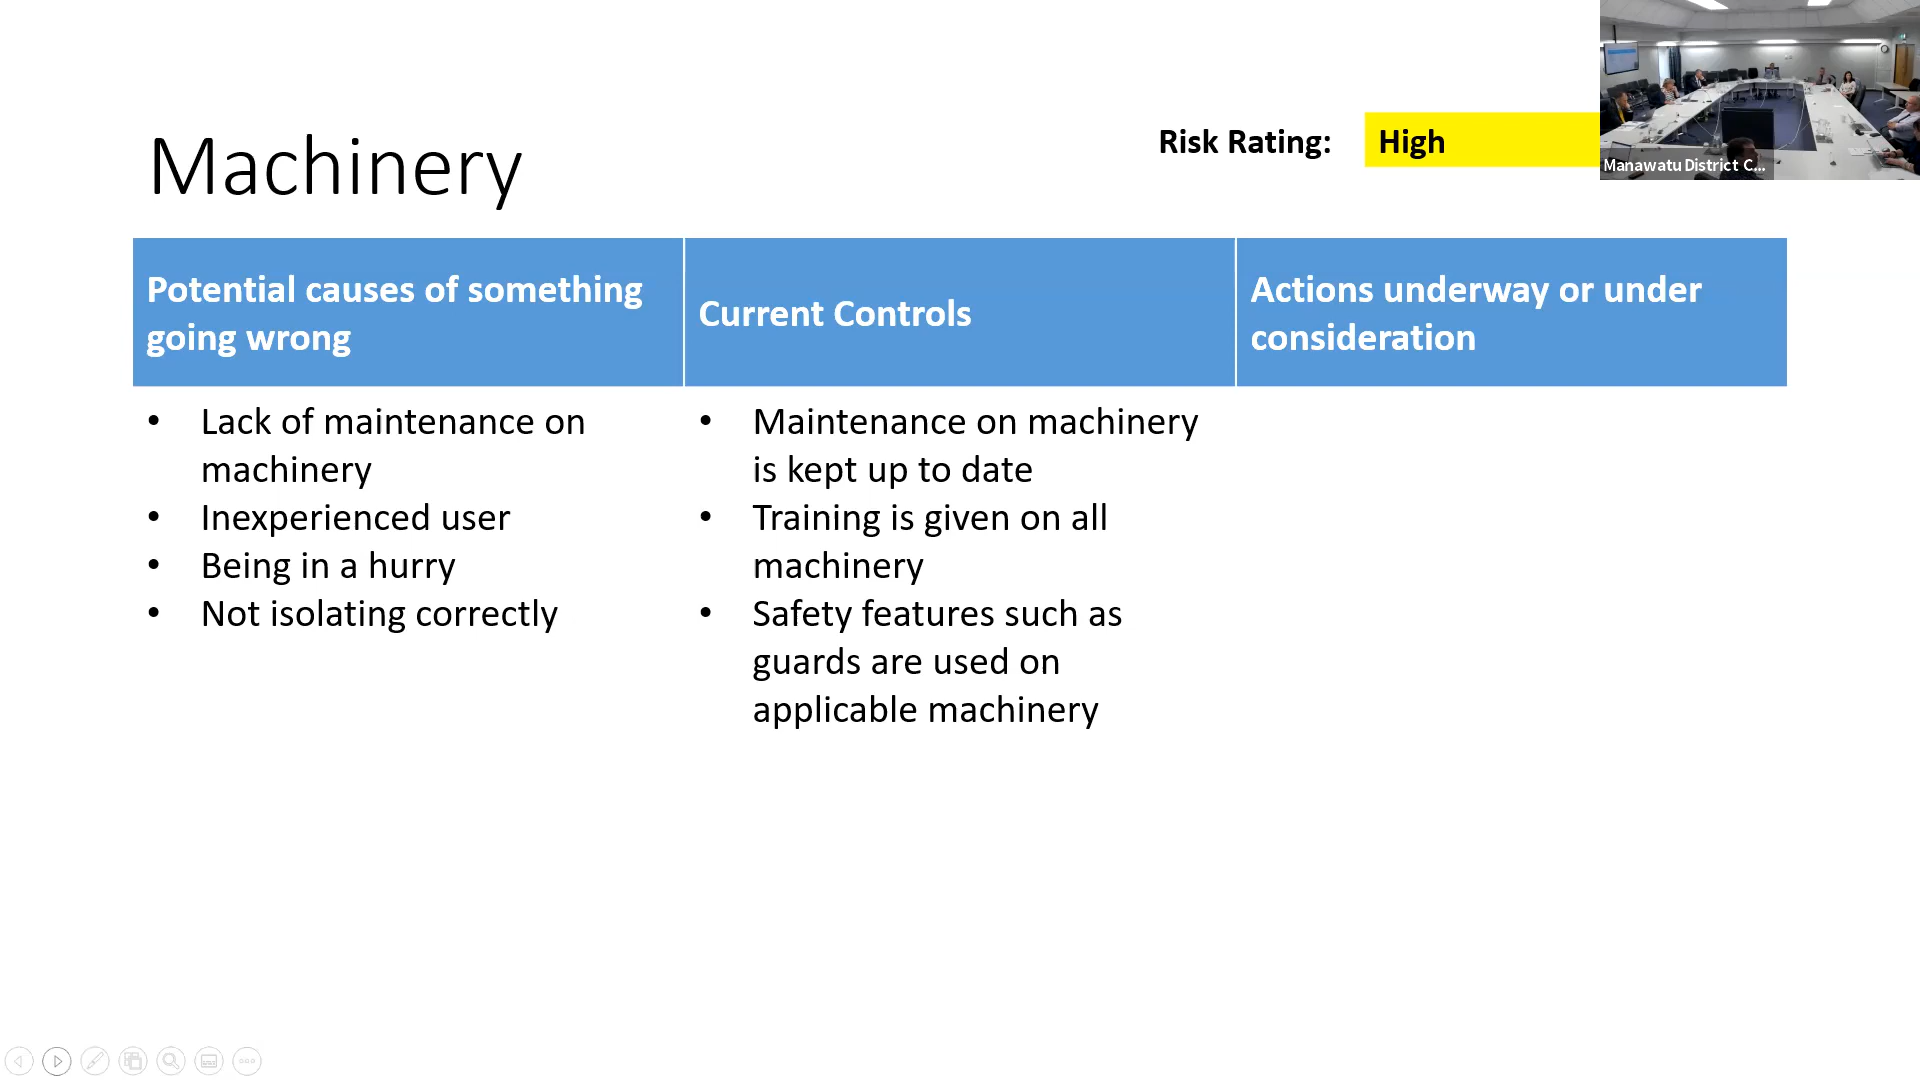 Machinery
Risk Rating:
High
Manawatu District C...
Potential causes of something
going wrong
Current Controls
Actions underway or under
consideration
• Lack of maintenance on
machinery
• Inexperienced user
• Being in a hurry
• Not isolating correctly
• Maintenance on machinery
is kept up to date
• Training is given on all
machinery
• Safety features such as
guards are used on
applicable machinery